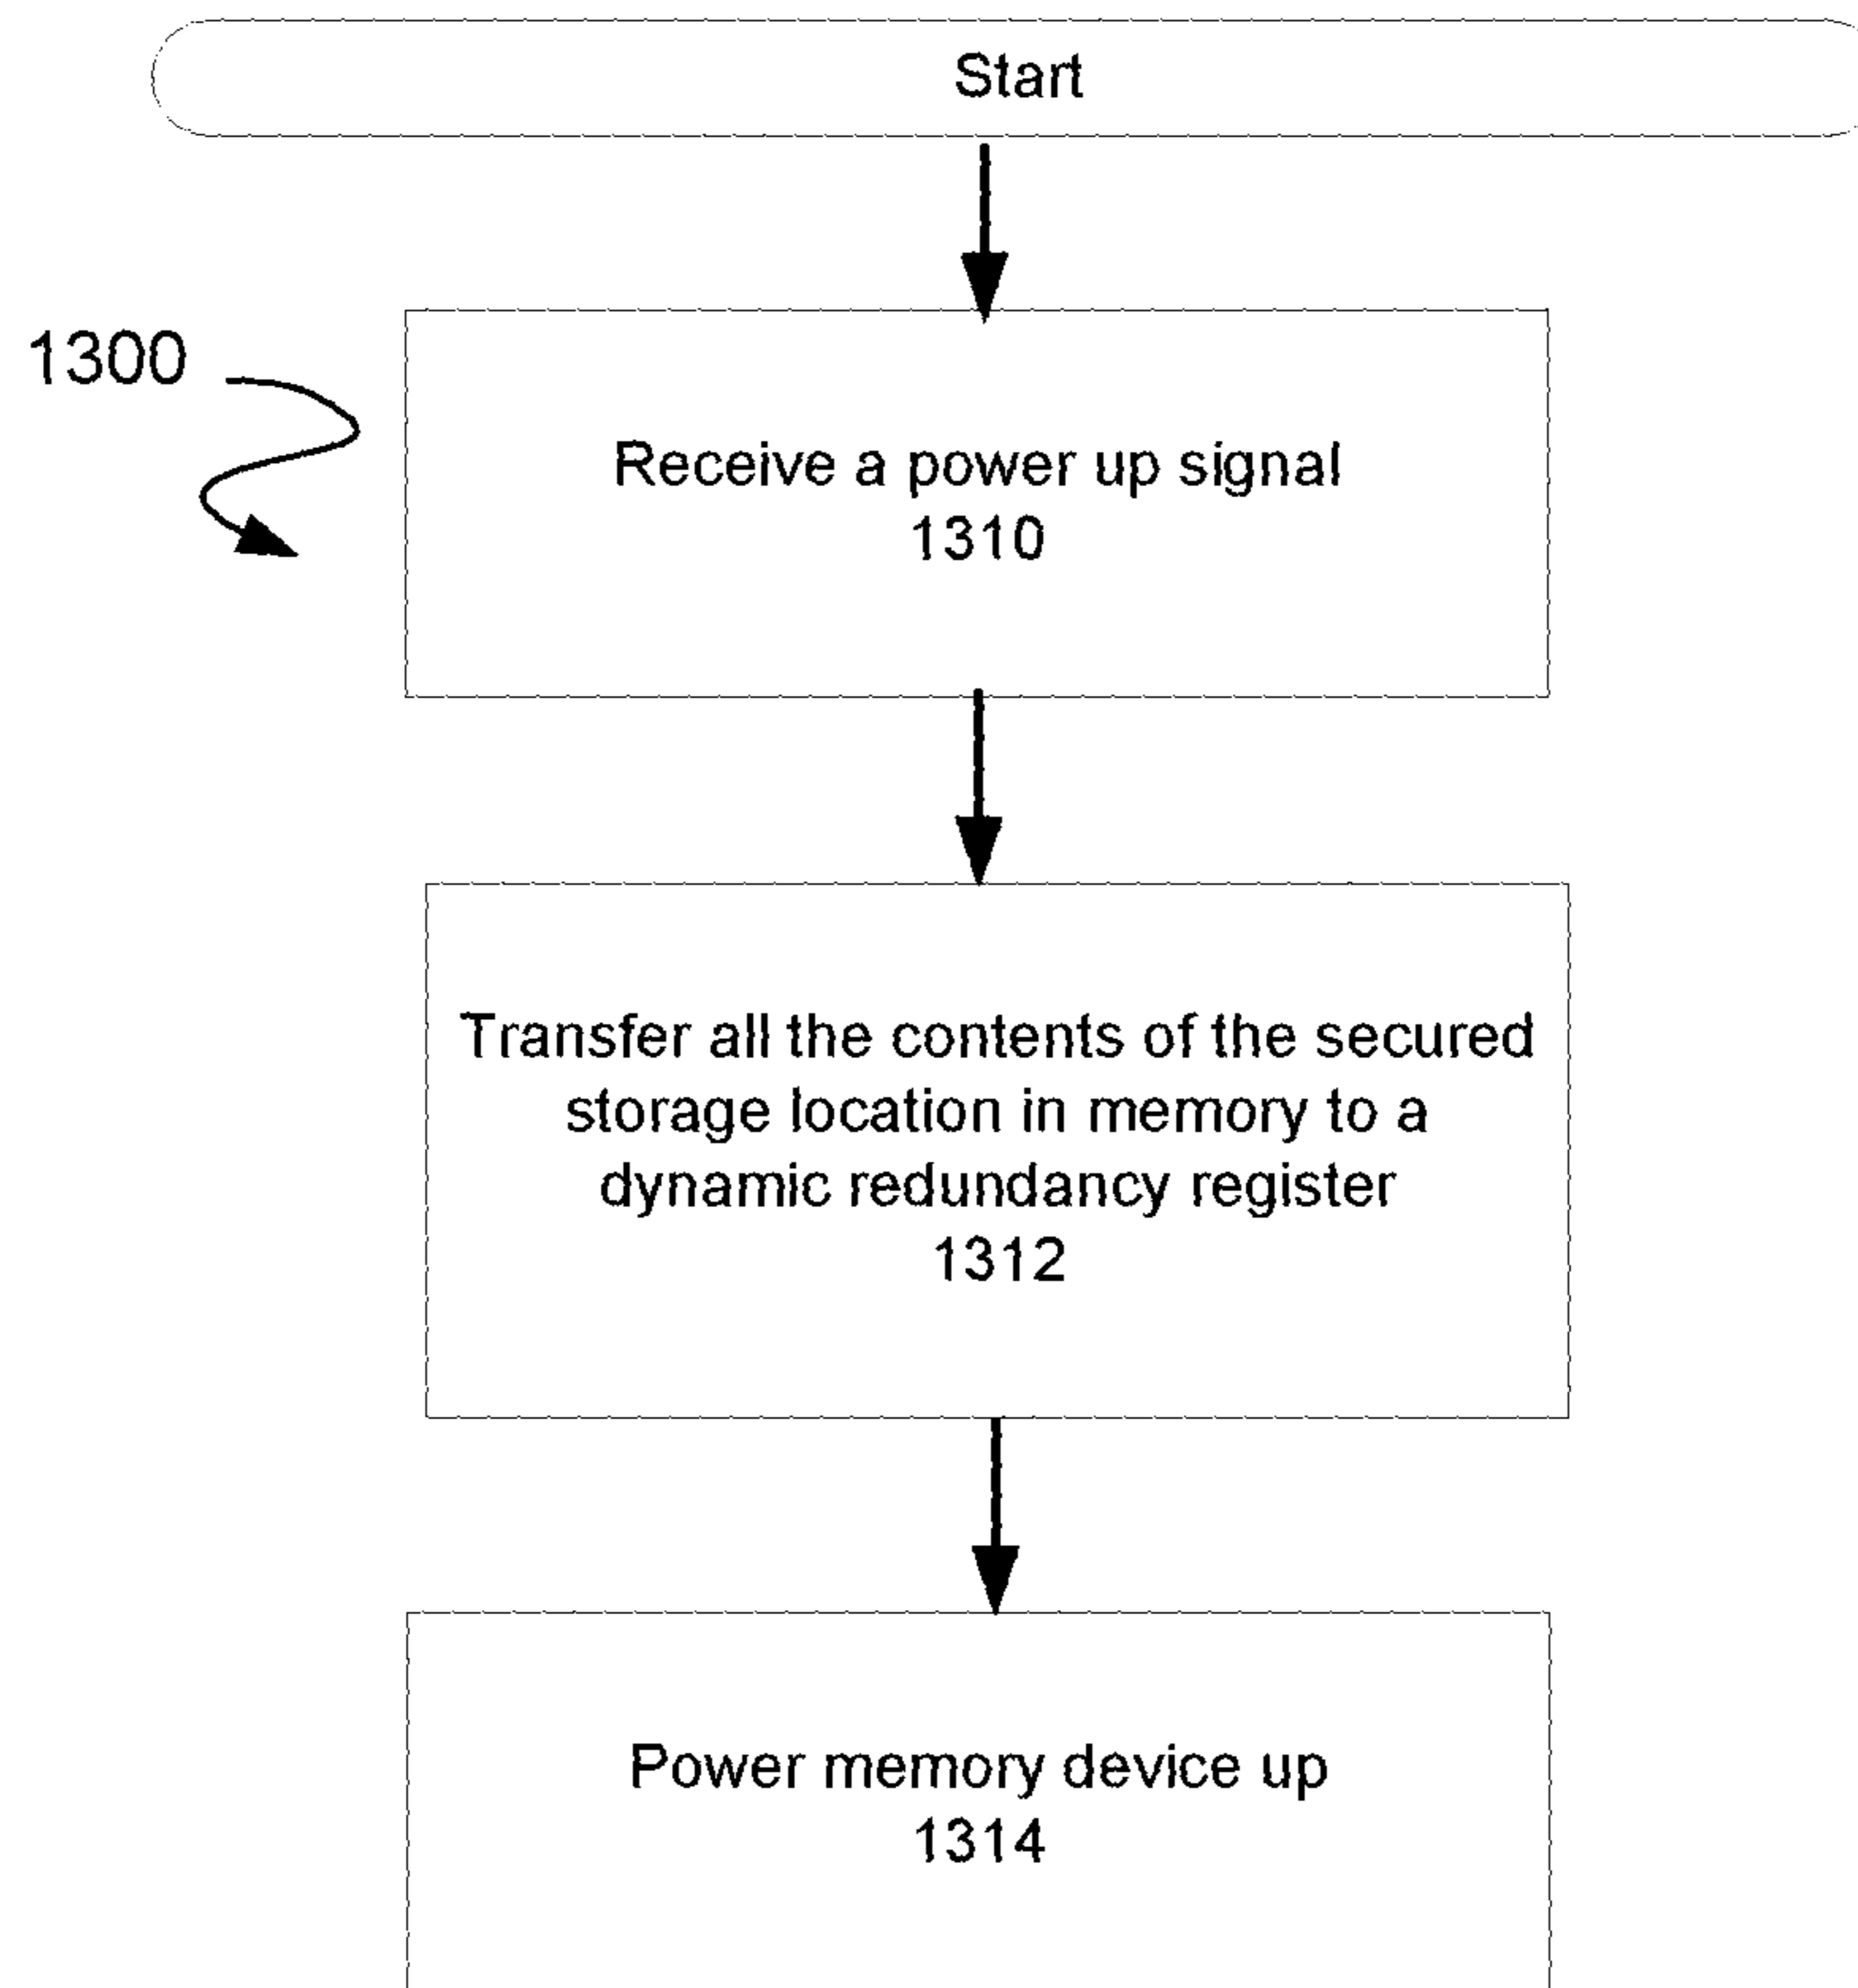 Start
1300
Receive a power up signal
1310
Transfer all the contents of the secured
storage location in memory to a
dynamic redundancy register
1312
Power memory device up
1314